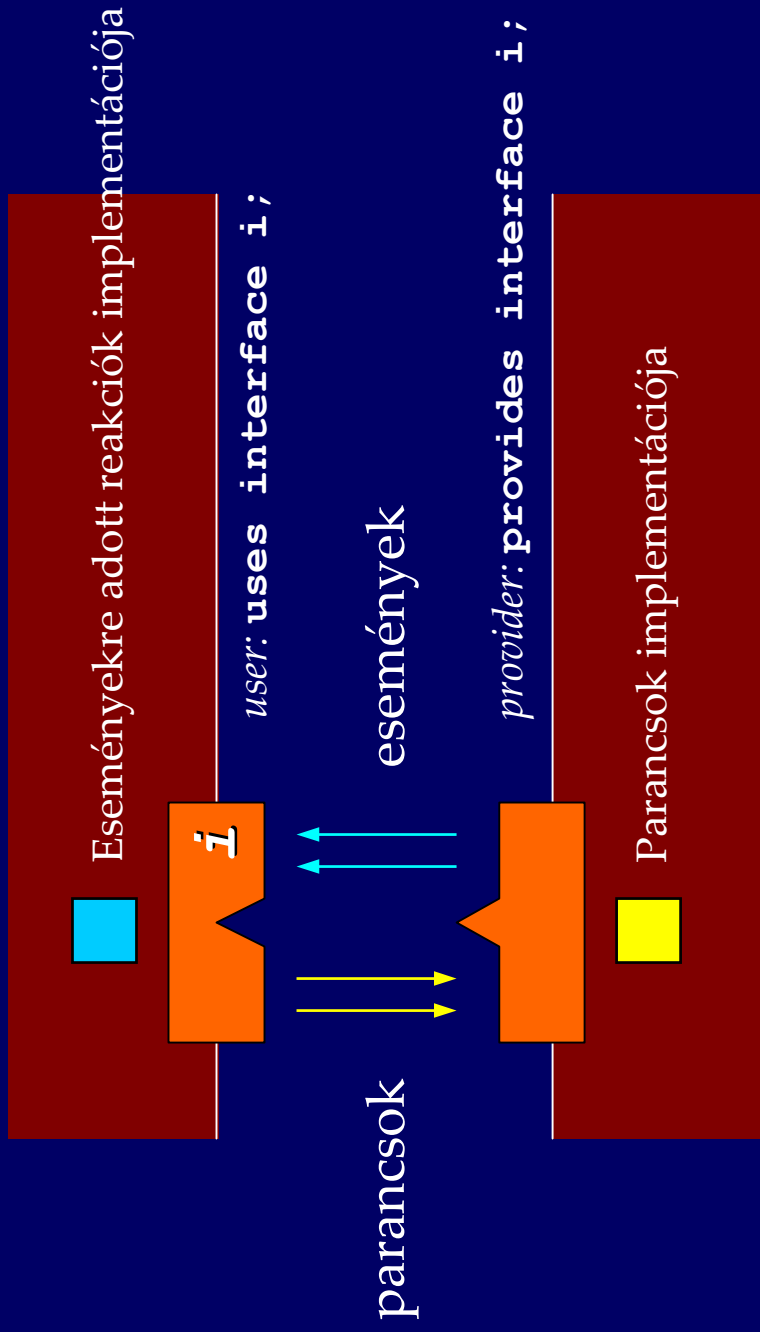 Eseményekre adott reakciók implementációja
i
user: uses interface i;
parancsok
események
provider: provides interface i;
Parancsok implementációja